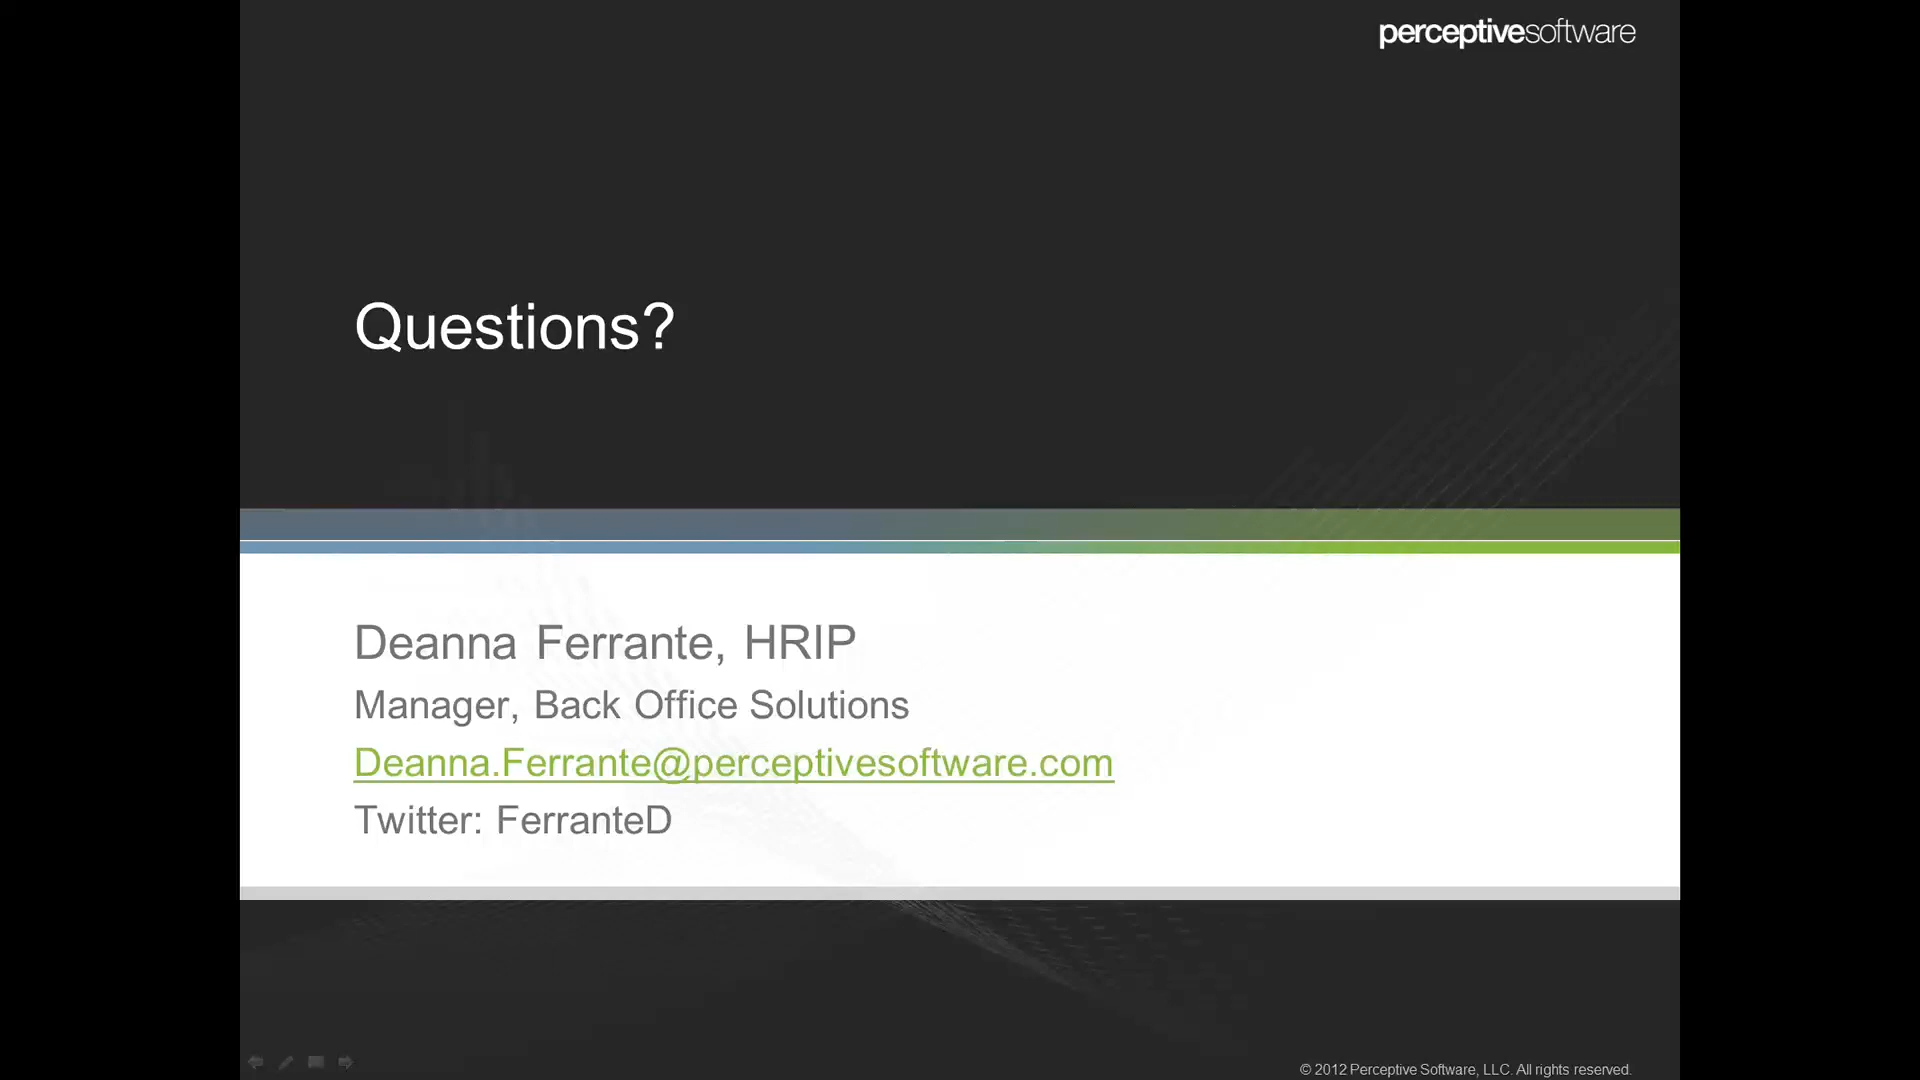 perceptivesoftware
Questions?
Deanna Ferrante, HRIP
Manager, Back Office Solutions
Deanna.Ferrante@perceptivesoftware.com
Twitter: FerranteD
© 2012 Perceptive Software, LLC. All rights reserved.